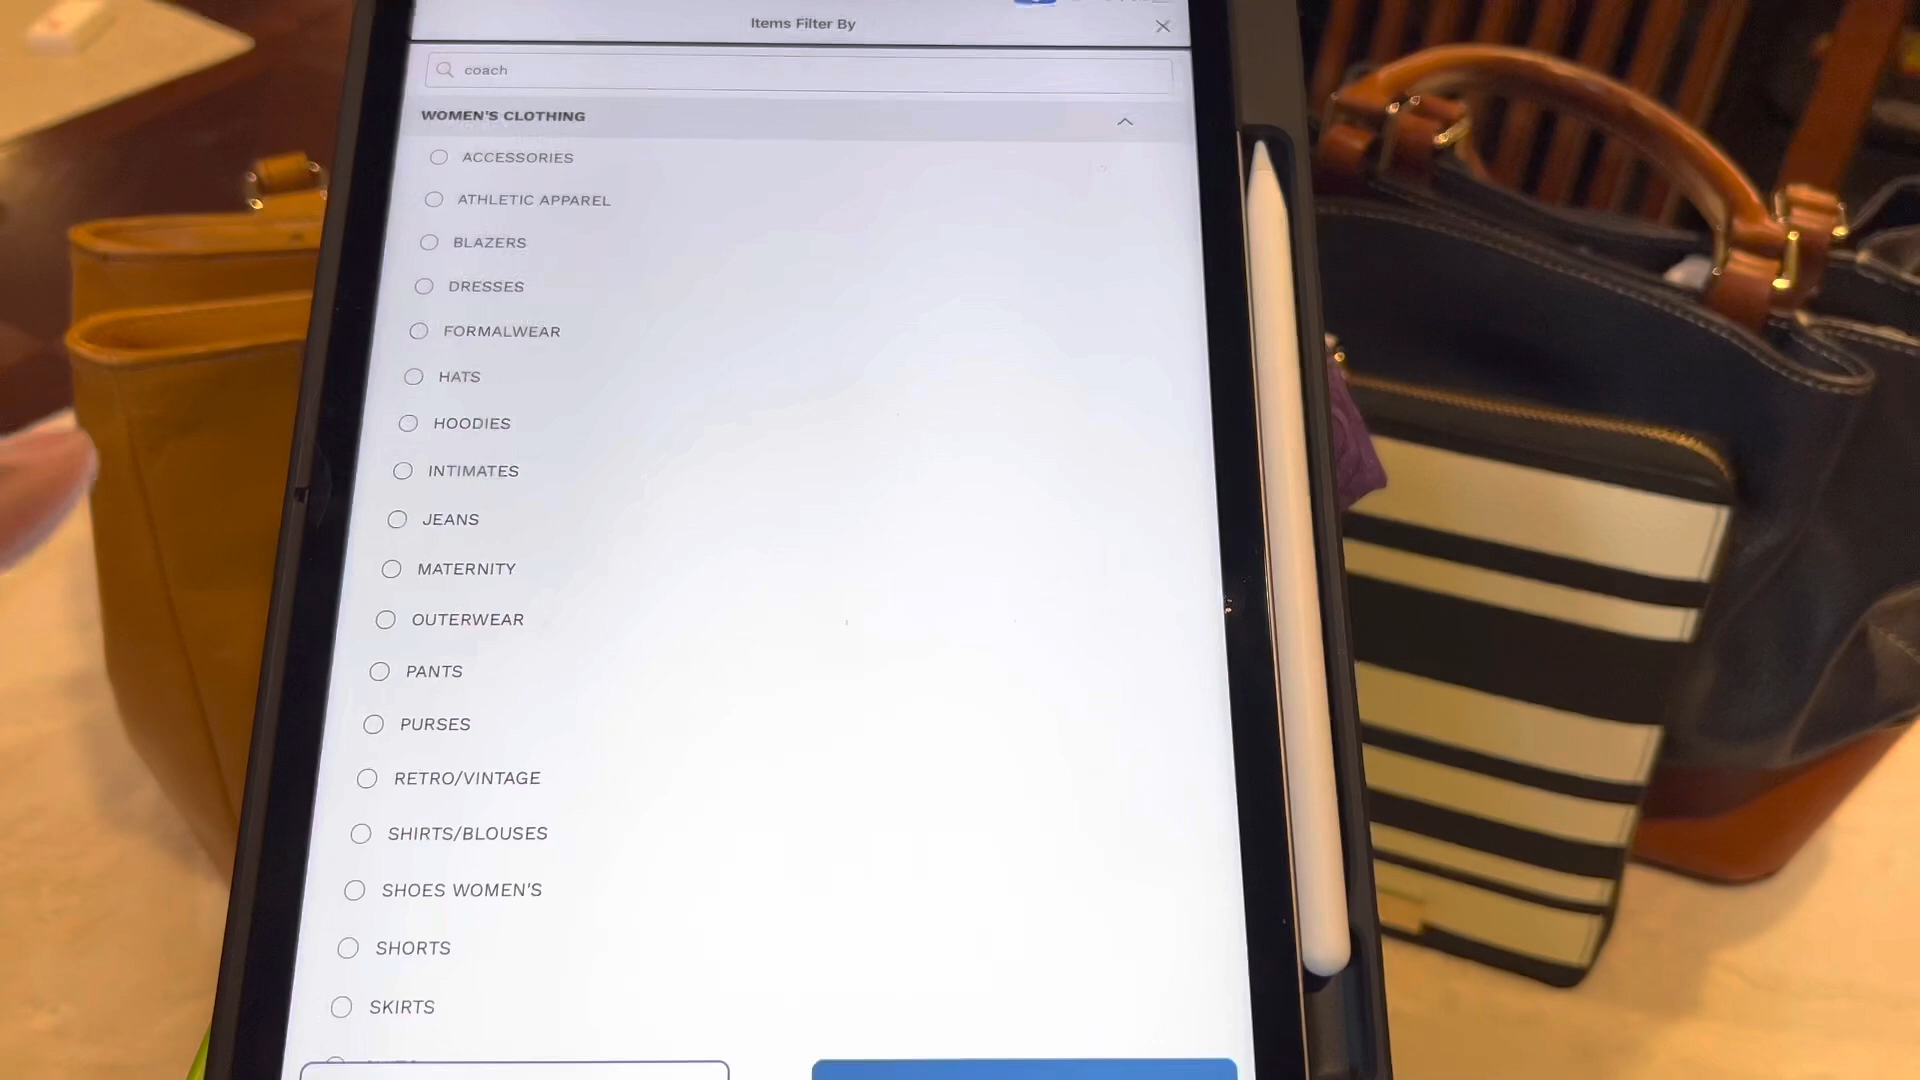 Items Filter By
coach
WOMEN'S CLOTHING
ACCESSORIES
ATHLETIC APPAREL
BLAZERS
DRESSES
FORMALWEAR
HATS
HOODIES
INTIMATES
JEANS
MATERNITY
OUTERWEAR
PANTS
PURSES
RETRO/VINTAGE
SHIRTS/BLOUSES
SHOES WOMEN'S
SHORTS
SKIRTS